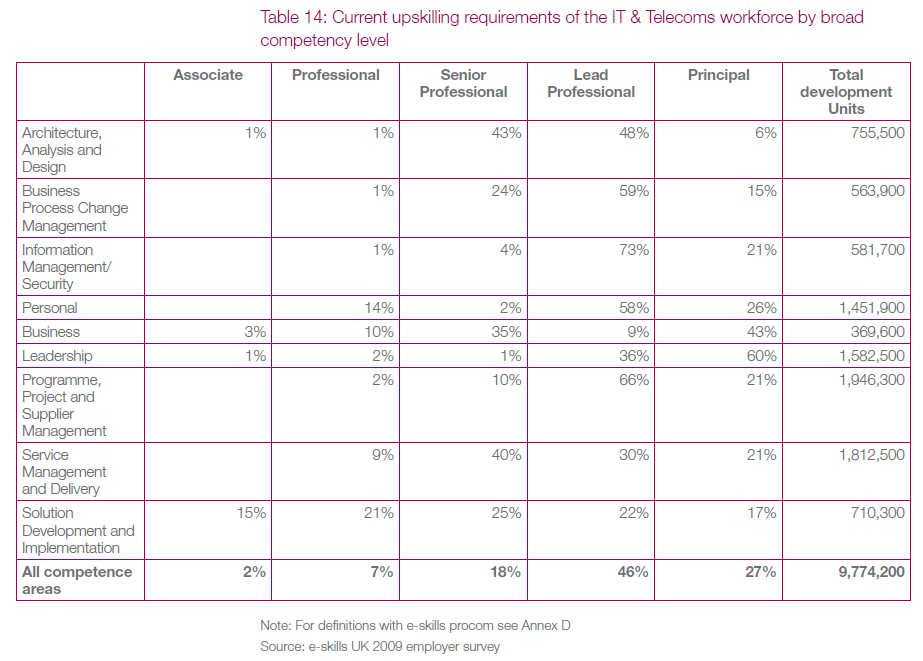 Table 14: Current upskilling requirements of the IT & Telecoms workforce by broad
competency level
Associate Professional Senior Professional Lead Professional Principal Total development Units
Architecture, Analysis and Design 1% 1% 43% 48% 6% 755,500
Business Process Change Management 1% 24% 59% 15% 563,900
Information Management/ Security 1% 4% 73% 21% 581,700
Personal 14% 2% 58% 26% 1,451,900
Business 3% 10% 35% 9% 43% 369,600
Leadership 1% 2% 1% 36% 60% 1,582,500
Programme, Project and Supplier Management 2% 10% 66% 21% 1,946,300
Service Management and Delivery 9% 40% 30% 21% 1,812,500
Solution Development and Implementation 15% 21% 25% 22% 17% 710,300
All competence areas 2% 7% 18% 46% 27% 9,774,200
Note: For definitions with e-skills procom see Annex D
Source: e-skills UK 2009 employer survey